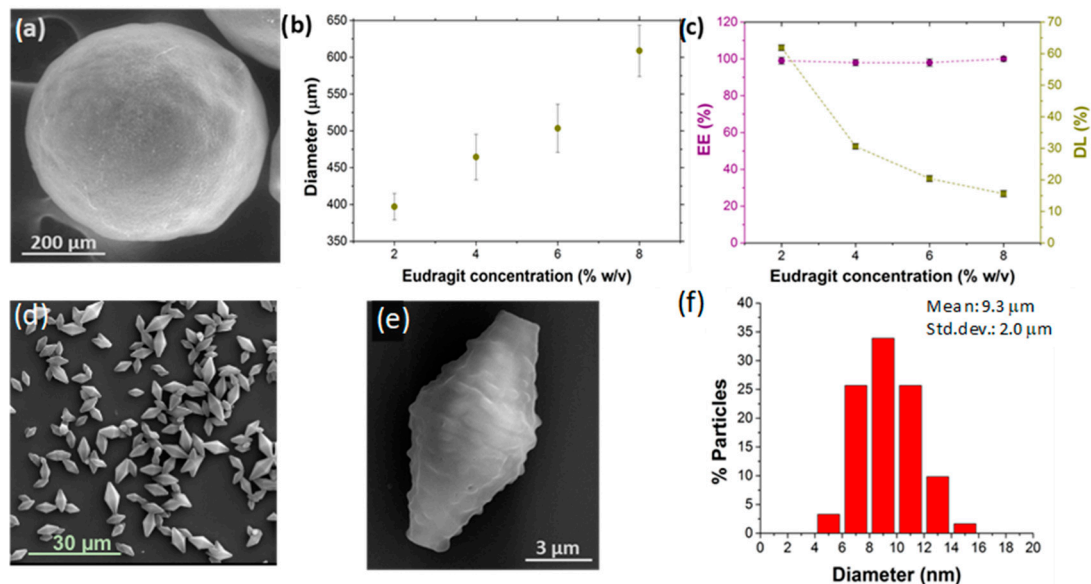 (a)
200 μm
(b)
Diameter (μm)
650
600
550
500
450
400
350
2
4
6
8
Eudragit concentration (% w/v)
(c)
EE (%)
120
100
80
60
40
20
0
2
4
6
8
Eudragit concentration (% w/v)
70
60
50
40
30
20
10
0
DL (%)
(d)
30 μm
(e)
3 μm
(f)
Mean: 9.3 μm
Std.dev.: 2.0 μm
% Particles
40
35
30
25
20
15
10
5
0
0 2 4 6 8 10 12 14 16 18 20
Diameter (nm)